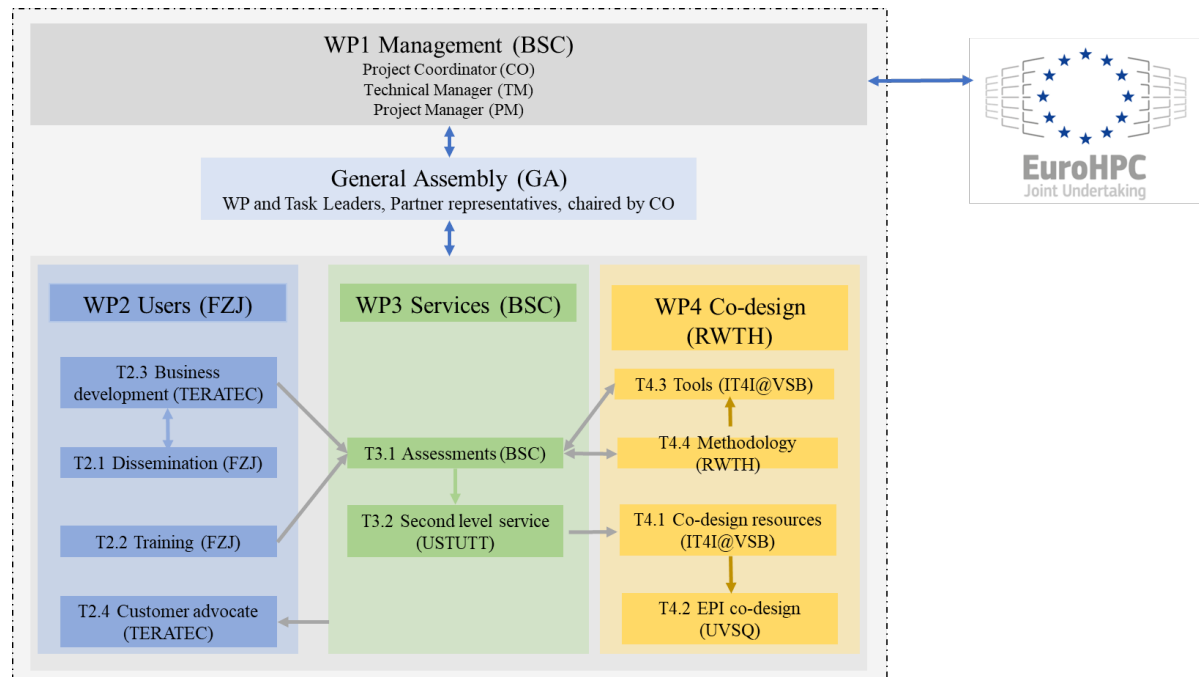 WP1 Management (BSC)
Project Coordinator (CO)
Technical Manager (TM)
Project Manager (PM)
EuroHPC
Joint Undertaking
General Assembly (GA)
WP and Task Leaders, Partner representatives, chaired by CO
WP2 Users (FZJ)
T2.3 Business
development (TERATEC)
T2.1 Dissemination (FZJ)
T2.2 Training (FZJ)
T2.4 Customer advocate
(TERATEC)
WP3 Services (BSC)
T3.1 Assessments (BSC)
T3.2 Second level service
(USTUTT)
WP4 Co-design
(RWTH)
T4.3 Tools (IT4I@VSB)
T4.4 Methodology
(RWTH)
T4.1 Co-design resources
(IT4I@VSB)
T4.2 EPI co-design
(UVSQ)